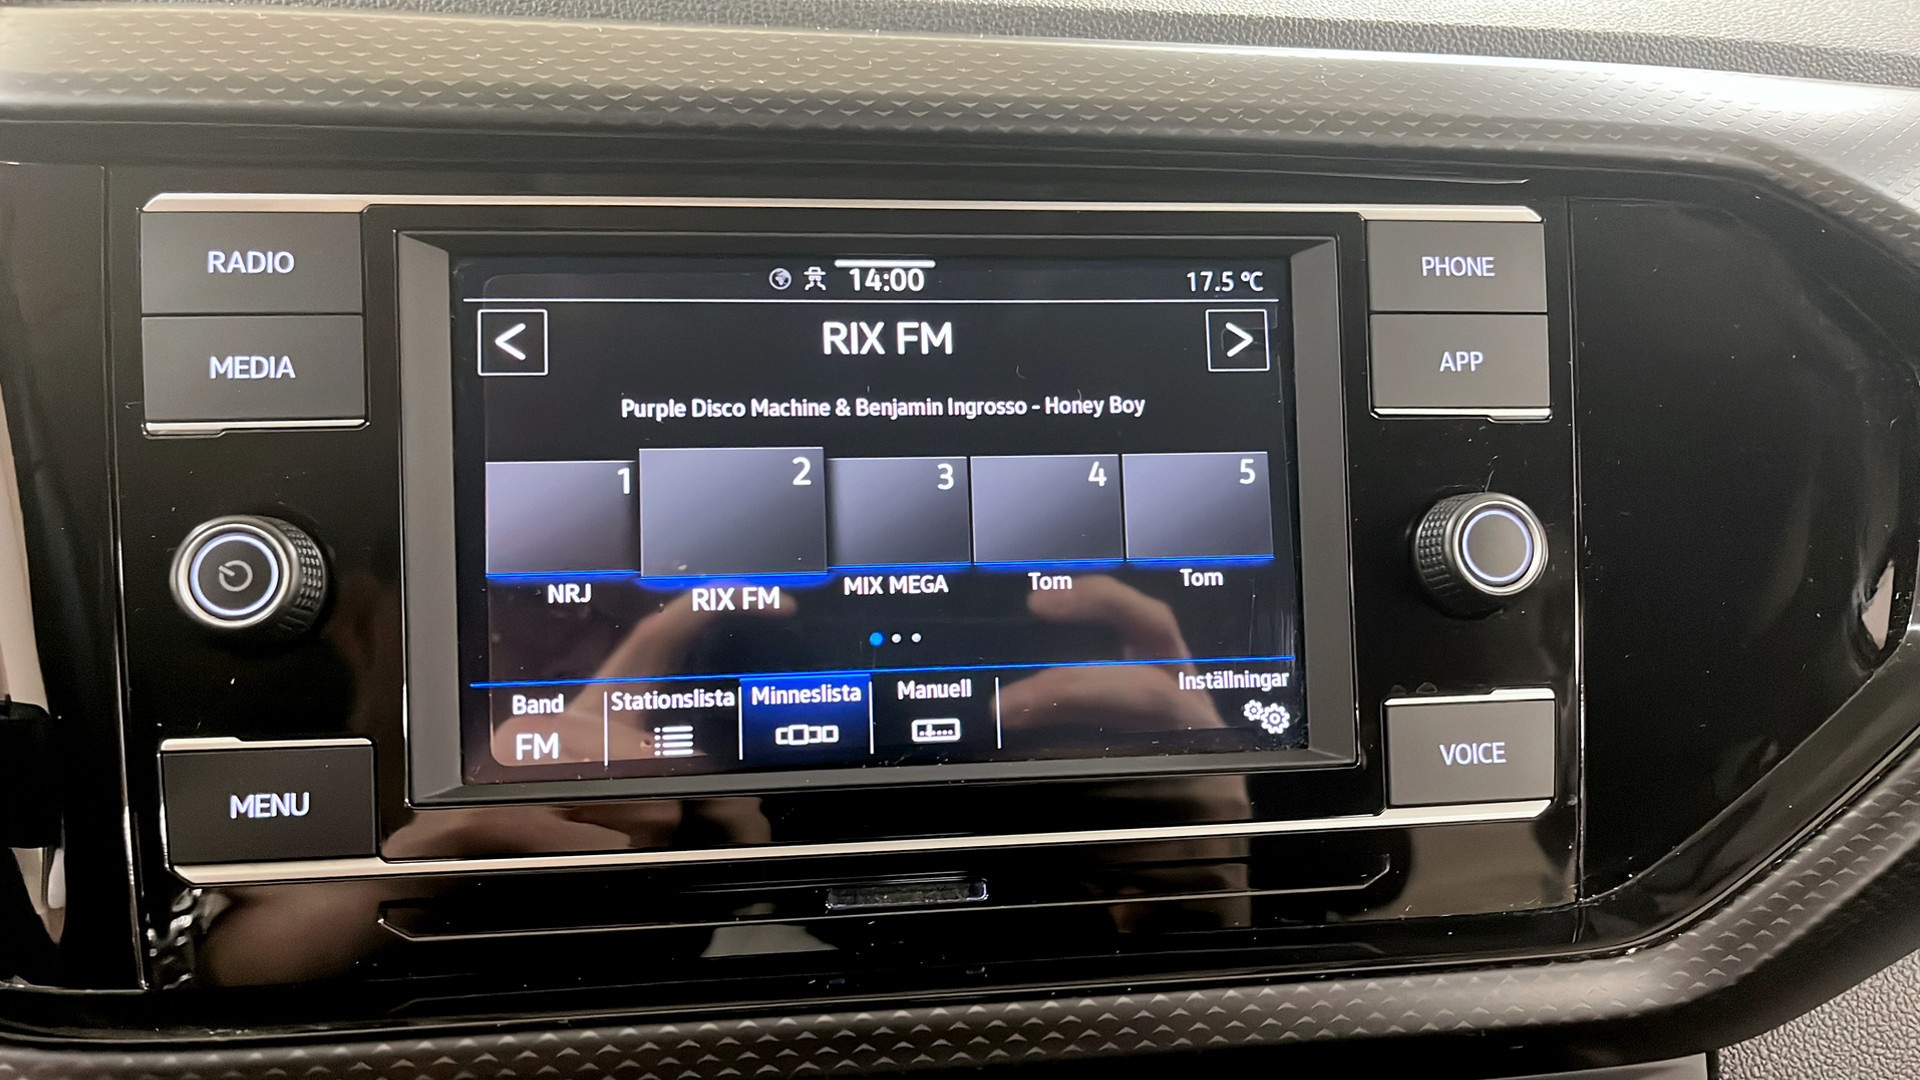 RADIO
MEDIA
MENU
14:00
17.5 °C
< RIX FM >
Purple Disco Machine & Benjamin Ingrosso - Honey Boy
1 2 3 4 5
NRJ RIX FM MIX MEGA Tom Tom
Band Stationslista Minneslista Manuell Inställningar
FM
PHONE
APP
VOICE